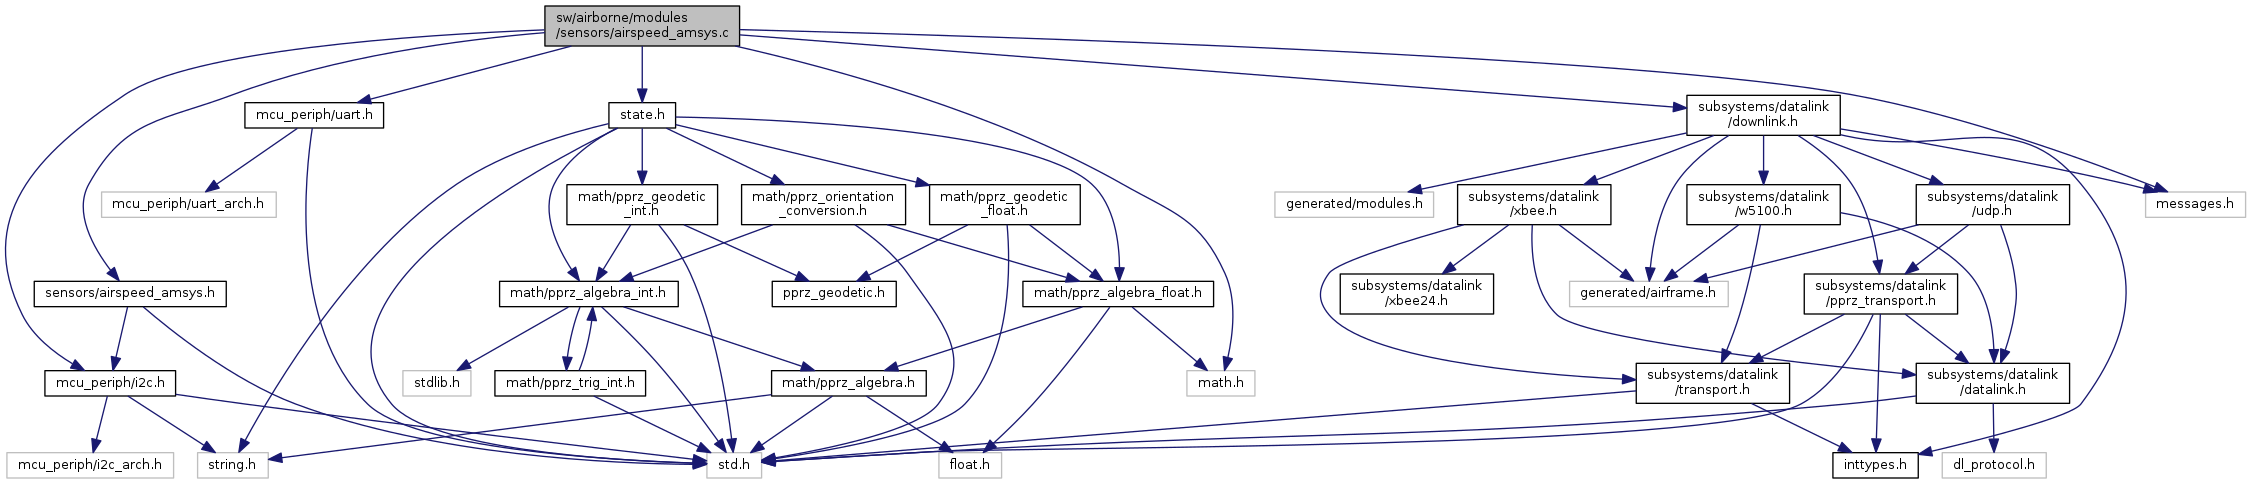 sw/airborne/modules
/sensors/airspeed_amsys.c
mcu_periph/uart.h
state.h
subsystems/datalink
/downlink.h
mcu_periph/uart_arch.h
math/pprz_geodetic
_int.h
math/pprz_orientation
_conversion.h
math/pprz_geodetic
_float.h
generated/modules.h
subsystems/datalink
/xbee.h
subsystems/datalink
/w5100.h
subsystems/datalink
/udp.h
messages.h
sensors/airspeed_amsys.h
math/pprz_algebra_int.h
pprz_geodetic.h
math/pprz_algebra_float.h
subsystems/datalink
/xbee24.h
generated/airframe.h
subsystems/datalink
/pprz_transport.h
mcu_periph/i2c.h
stdlib.h
math/pprz_trig_int.h
math/pprz_algebra.h
math.h
subsystems/datalink
/transport.h
subsystems/datalink
/datalink.h
mcu_periph/i2c_arch.h
string.h
std.h
float.h
inttypes.h
dl_protocol.h